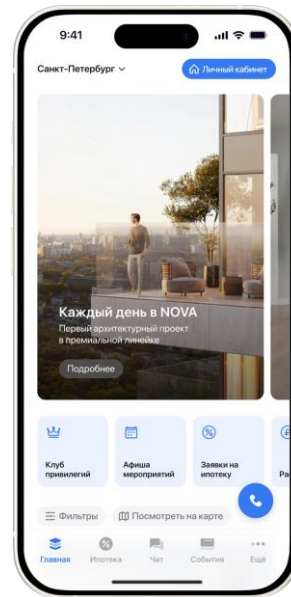 9:41
Санкт-Петербург
Личный кабинет
Каждый день в NOVA
Первый архитектурный проект
в премиальной линейке
Подробнее
Клуб
привилегий
Афиша
мероприятий
Заявки на
ипотеку
Фильтры
Посмотреть на карте
Главная
Ипотека
Чат
События
Ещё